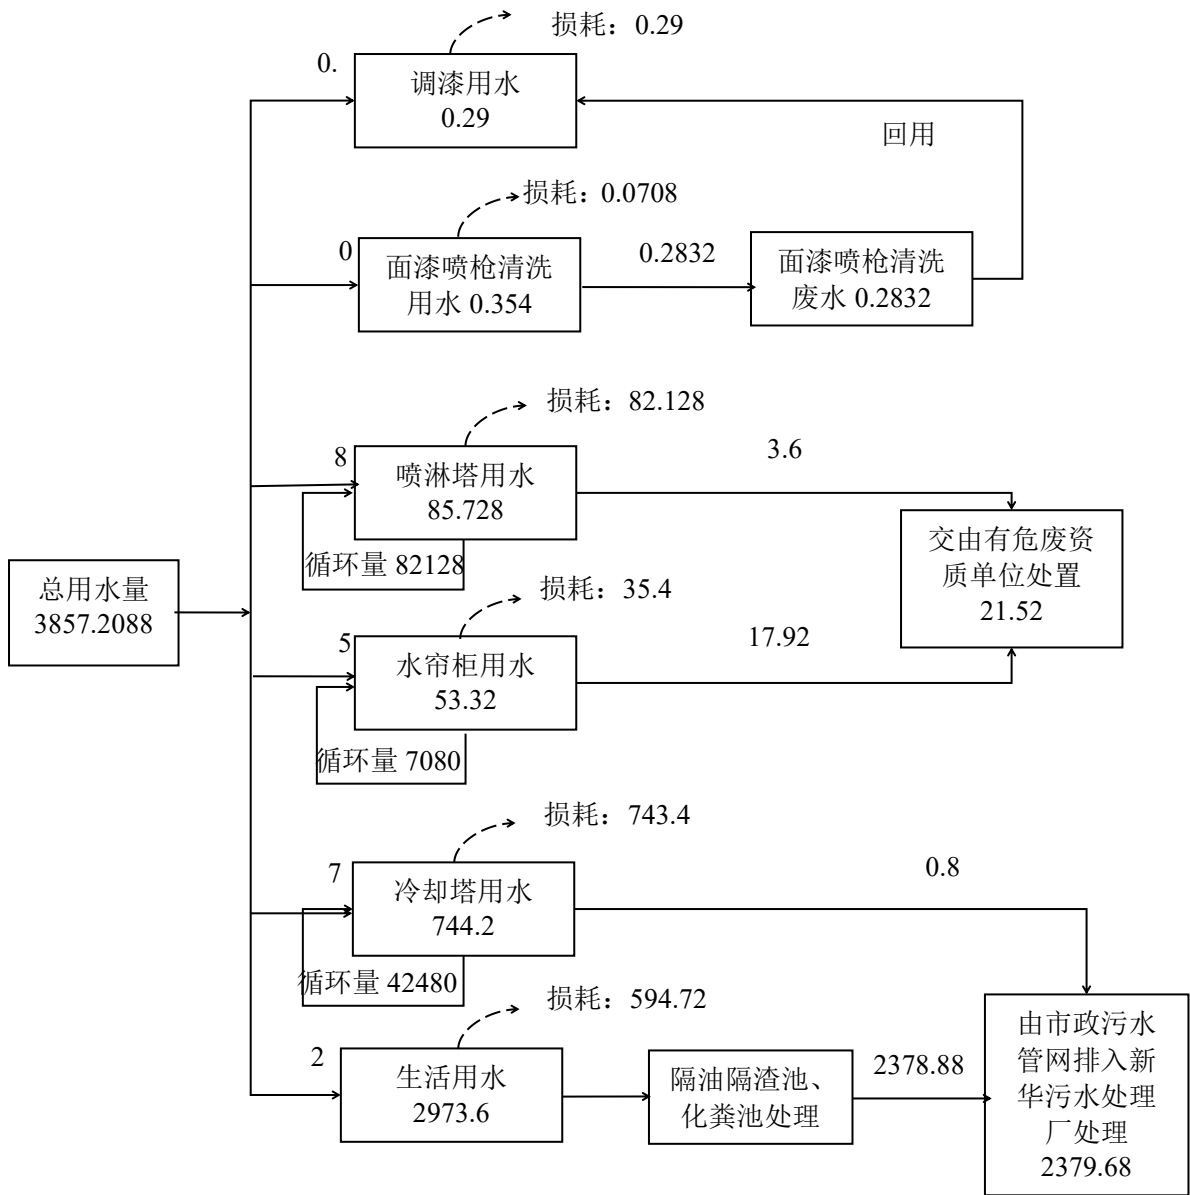 损耗：0.29
0.
调漆用水
0.29
回用
损耗：0.0708
0
面漆喷枪清洗
用水 0.354
0.2832
面漆喷枪清洗
废水 0.2832
损耗：82.128
8
喷淋塔用水
85.728
3.6
循环量 82128
交由有危废资
质单位处置
21.52
总用水量
3857.2088
损耗：35.4
5
水帘柜用水
53.32
17.92
循环量 7080
损耗：743.4
7
冷却塔用水
744.2
0.8
循环量 42480
损耗：594.72
2
生活用水
2973.6
隔油隔渣池、
化粪池处理
2378.88
由市政污水
管网排入新
华污水处理
厂处理
2379.68